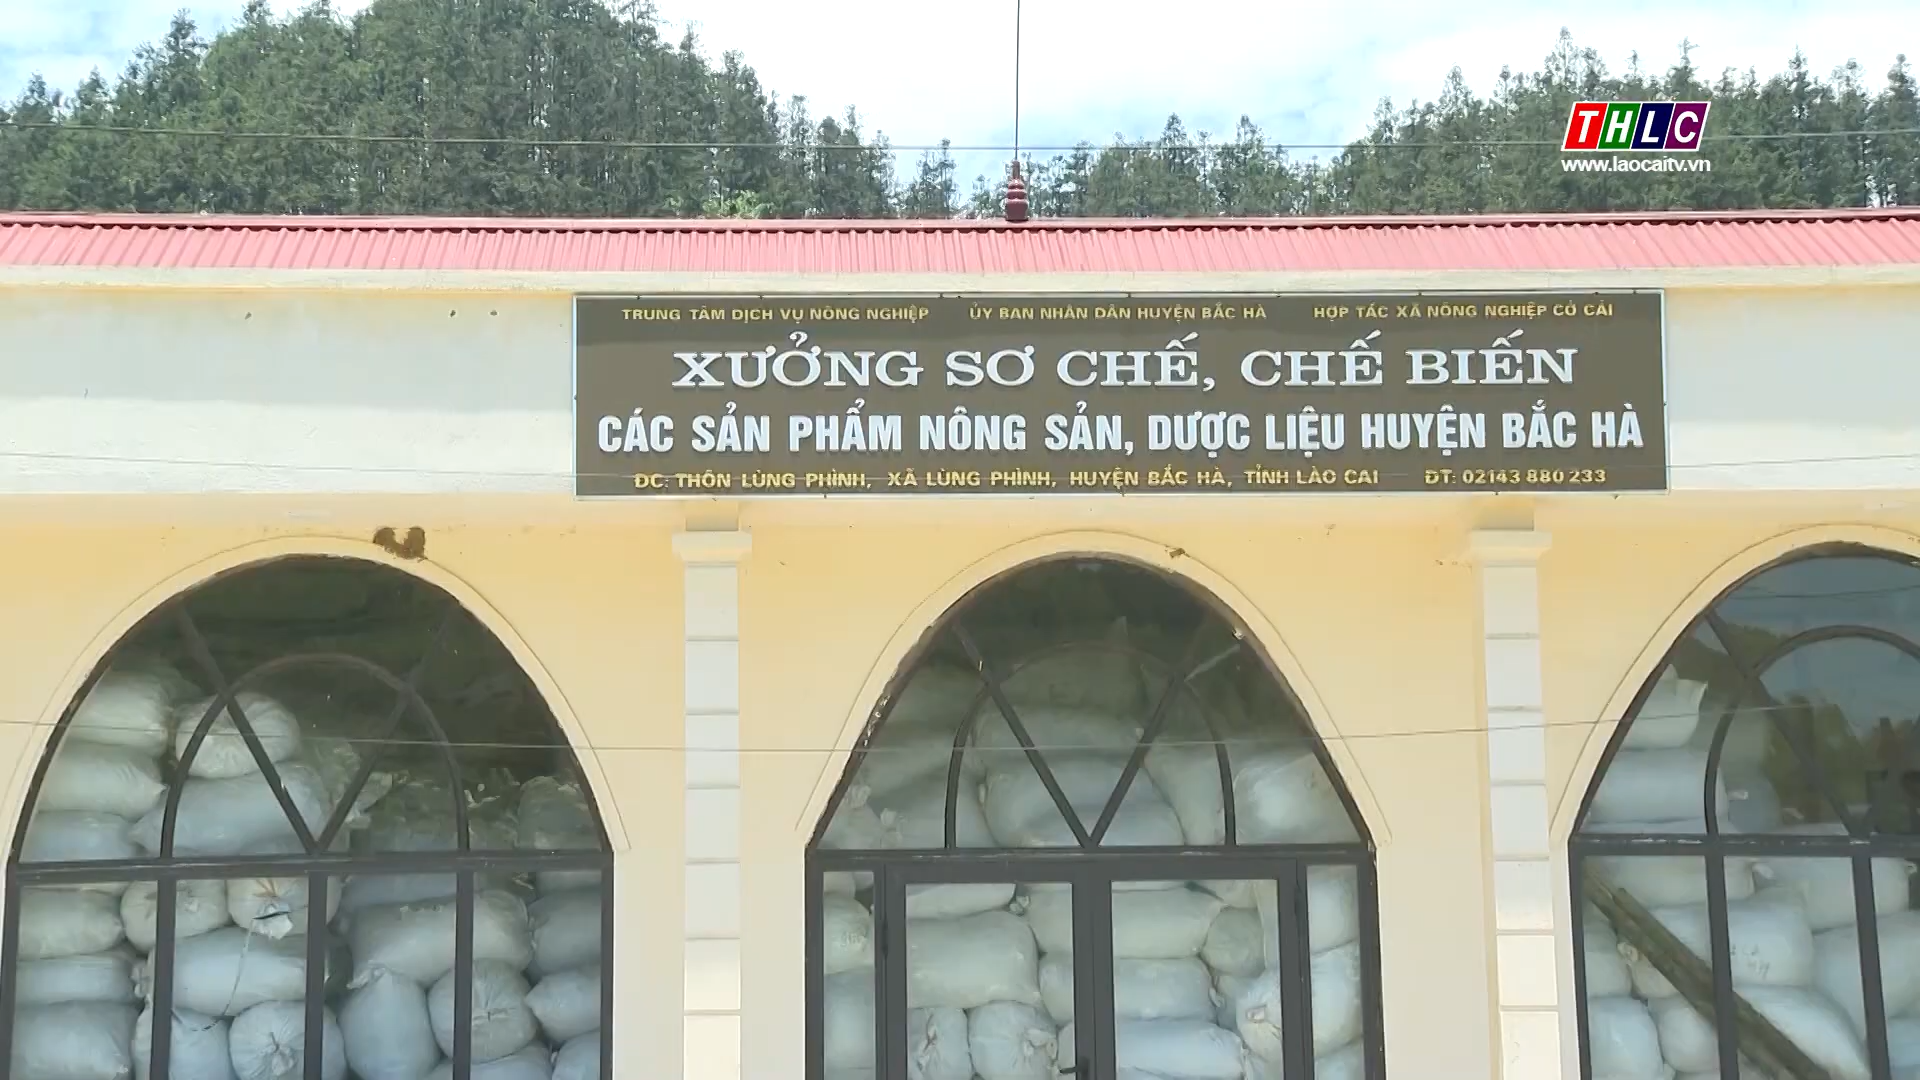 THLC
www.laocaitv.vn
TRUNG TÂM DỊCH VỤ NÔNG NGHIỆP ỦY BAN NHÂN DÂN HUYỆN BẮC HÀ HỢP TÁC XÃ NÔNG NGHIỆP CỜ CẢI
XƯỞNG SƠ CHẾ, CHẾ BIẾN
CÁC SẢN PHẨM NÔNG SẢN, DƯỢC LIỆU HUYỆN BẮC HÀ
ĐC: THÔN LÙNG PHÌNH, XÃ LÙNG PHÌNH, HUYỆN BẮC HÀ, TỈNH LÀO CAI ĐT: 02143 880 233